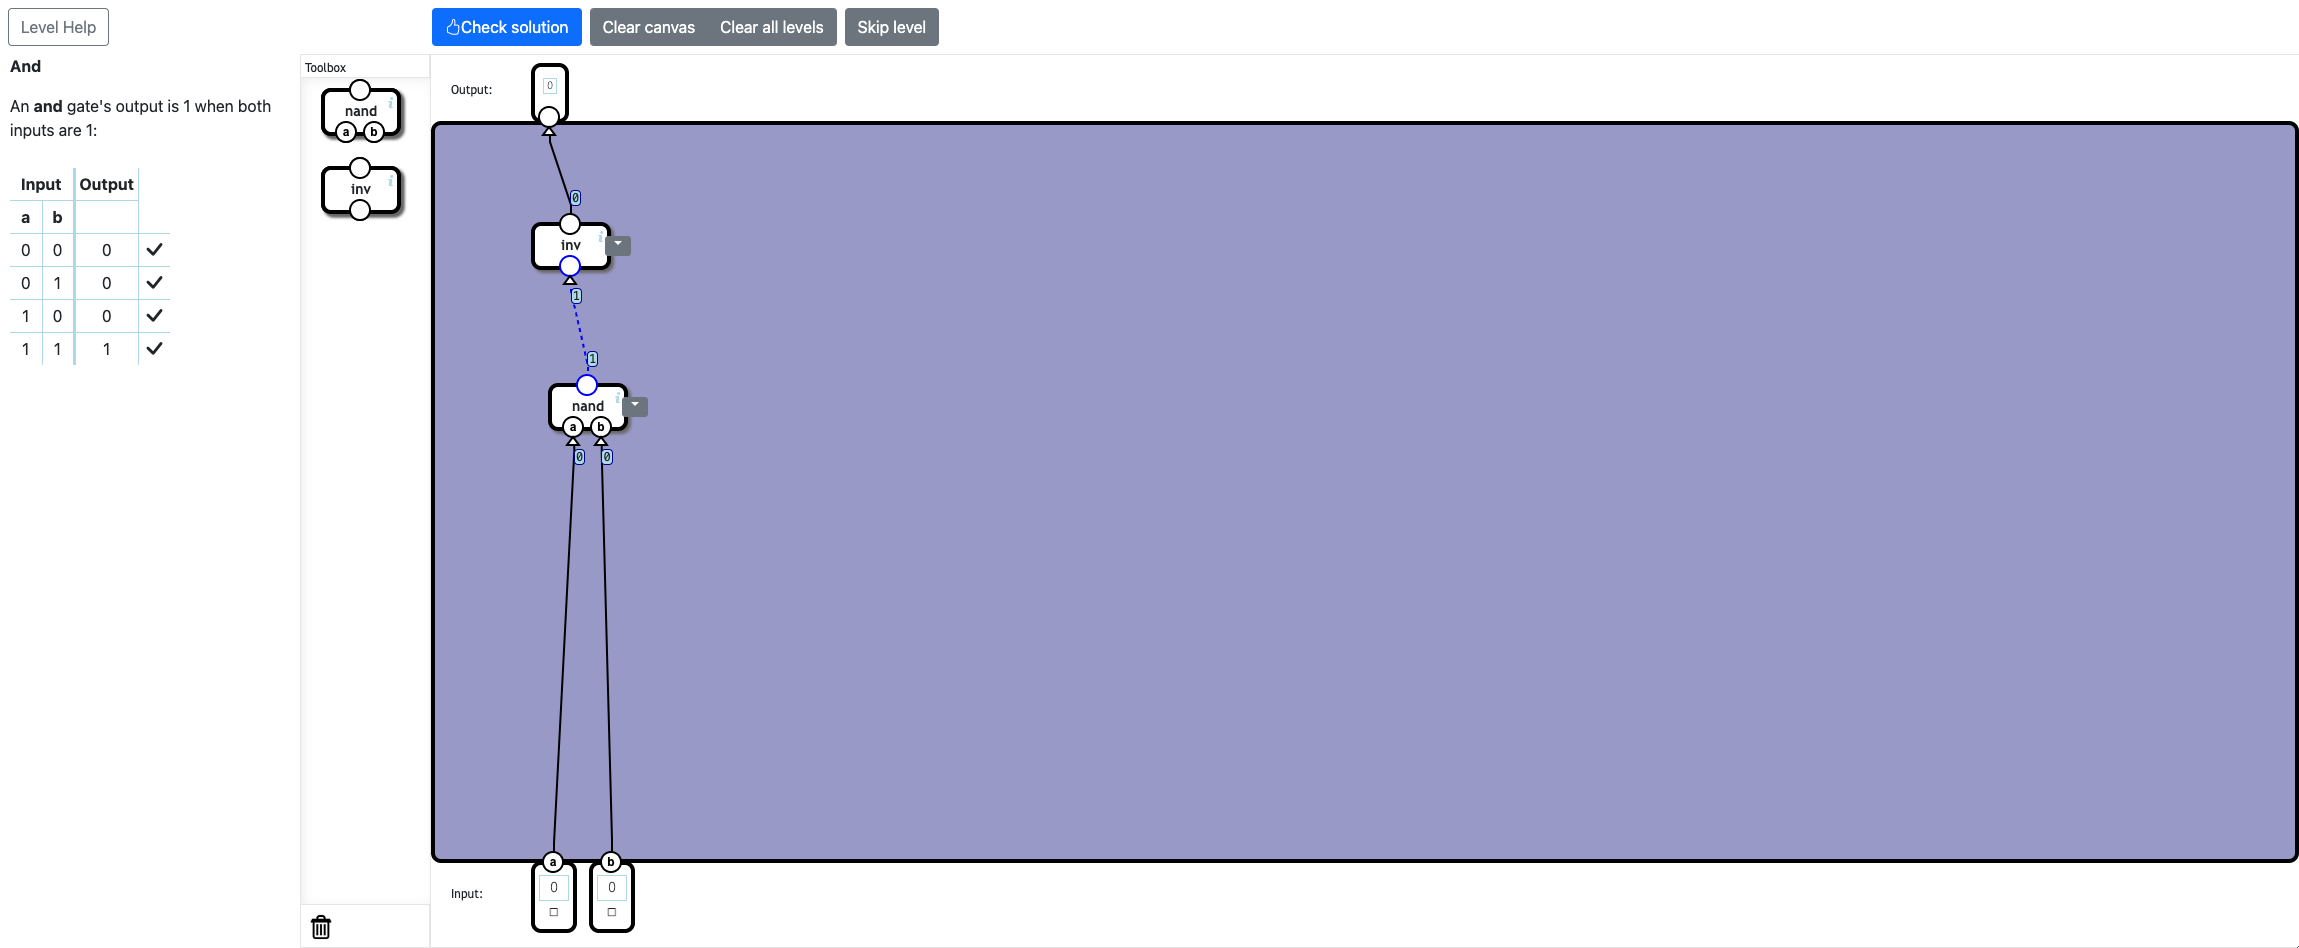 Level Help
Check solution
Clear canvas
Clear all levels
Skip level
And
An and gate's output is 1 when both
inputs are 1:
Input Output
a b
0 0 0
0 1 0
1 0 0
1 1 1
Toolbox
nand
a b
inv
Output:
0
0
inv
1
1
nand
a b
0 0
a b
Input:
0 0